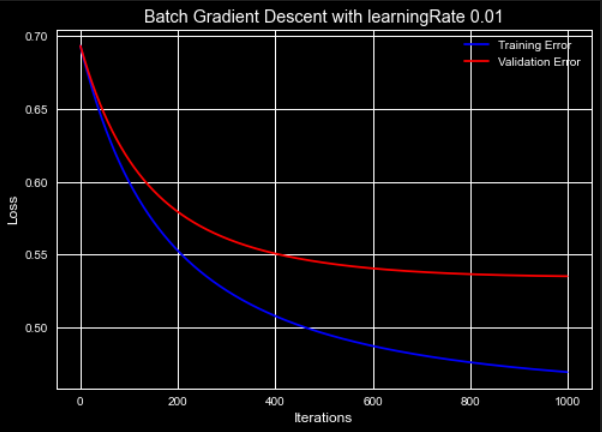 Batch Gradient Descent with learningRate 0.01
Training Error
Validation Error
Loss
0.70
0.65
0.60
0.55
0.50
0
200
400
600
800
1000
Iterations